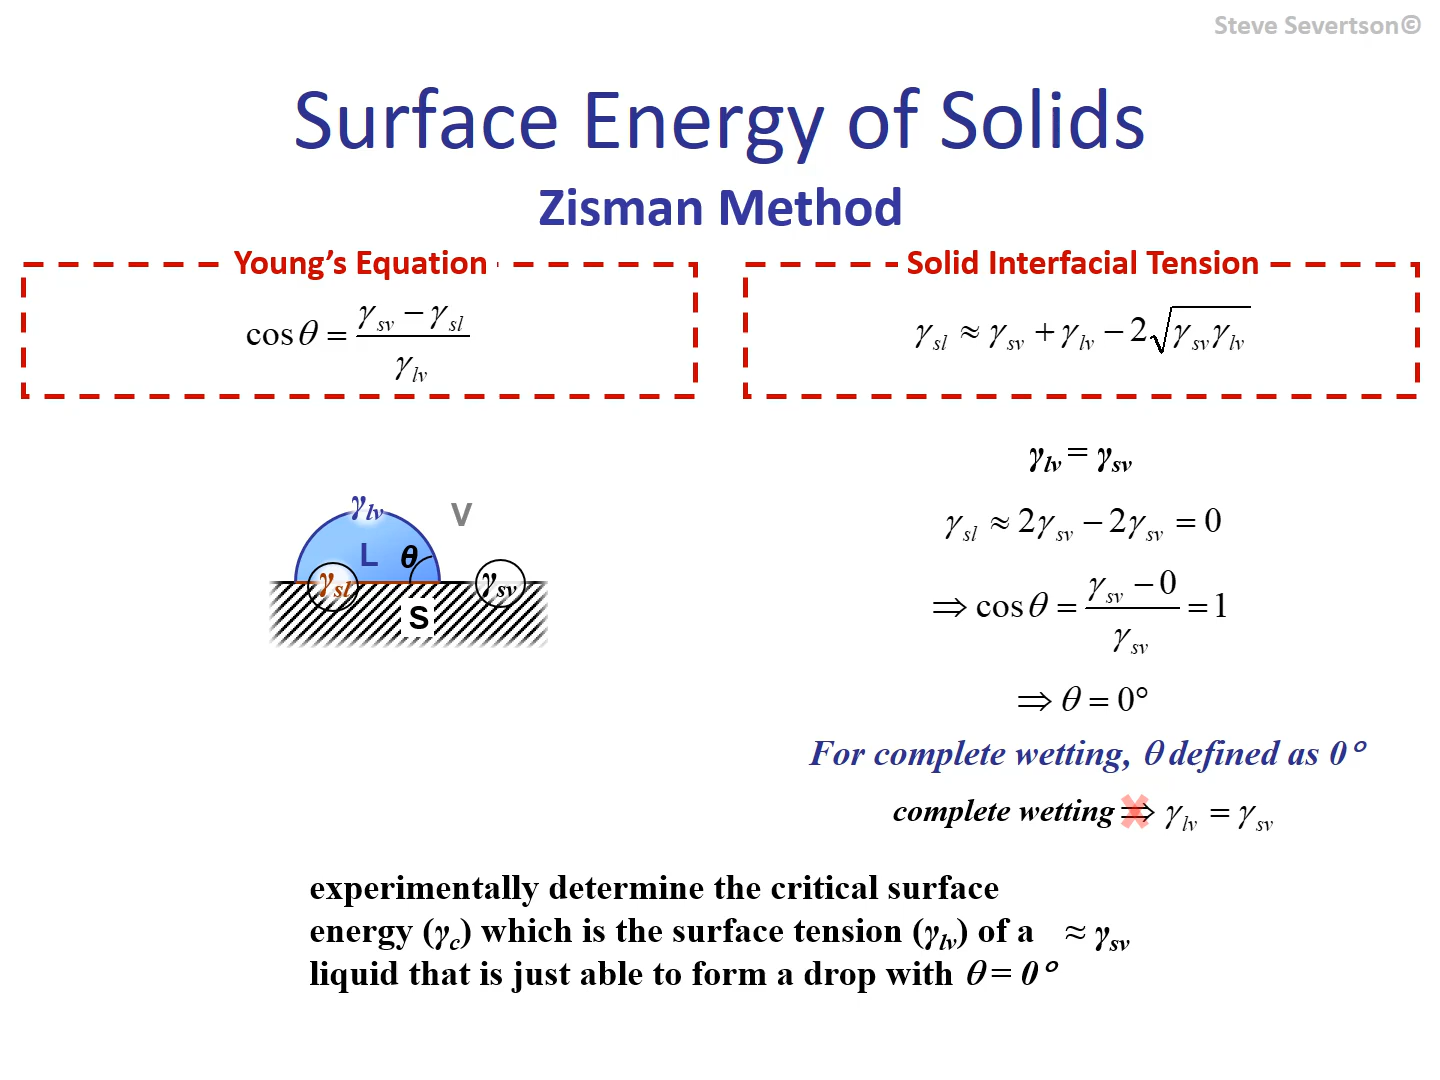 Steve Severtson©
Surface Energy of Solids
Zisman Method
Young's Equation
cos θ = (γsv − γsl) / γlv
Solid Interfacial Tension
γsl ≈ γsv + γlv − 2√(γsv γlv)
γlv
V
L
θ
γsl
γsv
S
γlv = γsv
γsl ≈ 2γsv − 2γsv = 0
⇒ cos θ = (γsv − 0) / γsv = 1
⇒ θ = 0°
For complete wetting, θ defined as 0°
complete wetting ⇒ γlv = γsv
experimentally determine the critical surface
energy (γc) which is the surface tension (γlv) of a ≈ γsv
liquid that is just able to form a drop with θ = 0°